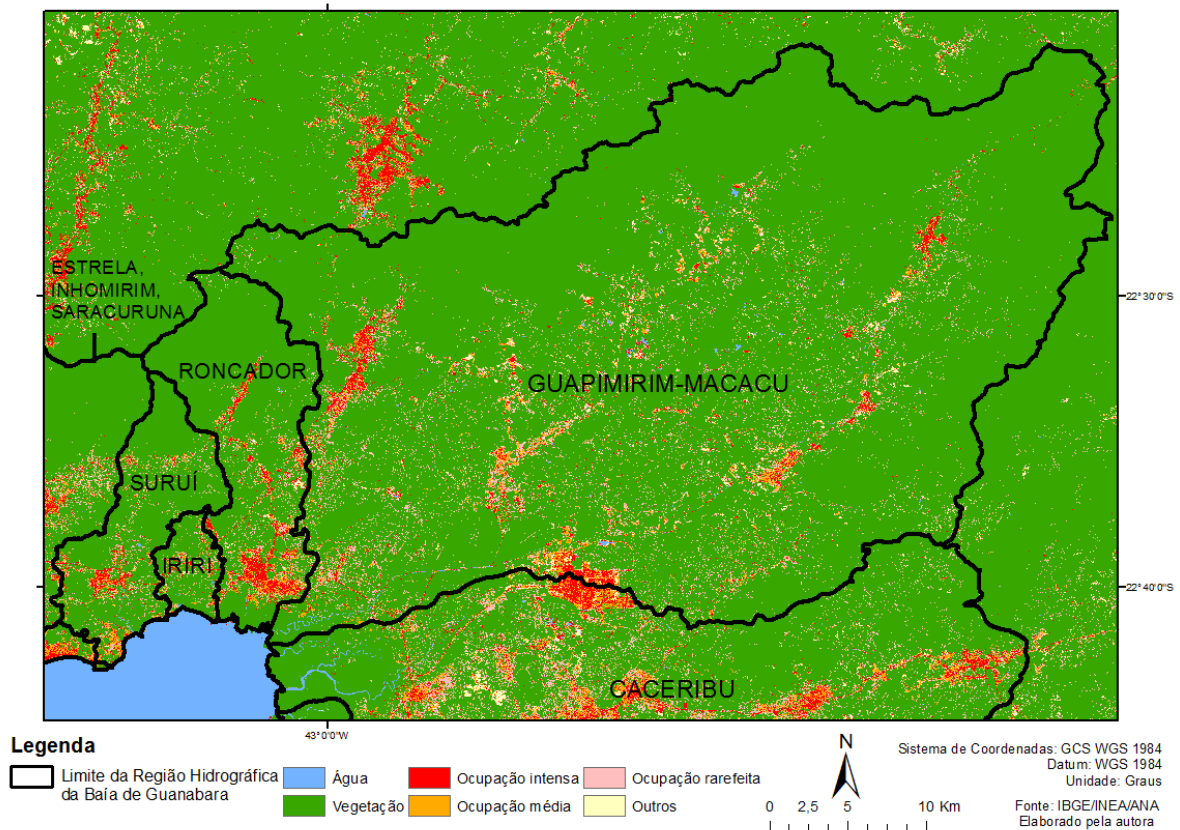 ESTRELA,
INHOMIRIM,
SARACURUNA
22°30'0"S
RONCADOR
GUAPIMIRIM-MACACU
SURUÍ
IRIRI
22°40'0"S
CACERIBU
43°0'0"W
Legenda
Limite da Região Hidrográfica
da Baía de Guanabara
Água
Vegetação
Ocupação intensa
Ocupação média
Ocupação rarefeita
Outros
N
0 2,5 5 10 Km
Sistema de Coordenadas: GCS WGS 1984
Datum: WGS 1984
Unidade: Graus
Fonte: IBGE/INEA/ANA
Elaborado pela autora